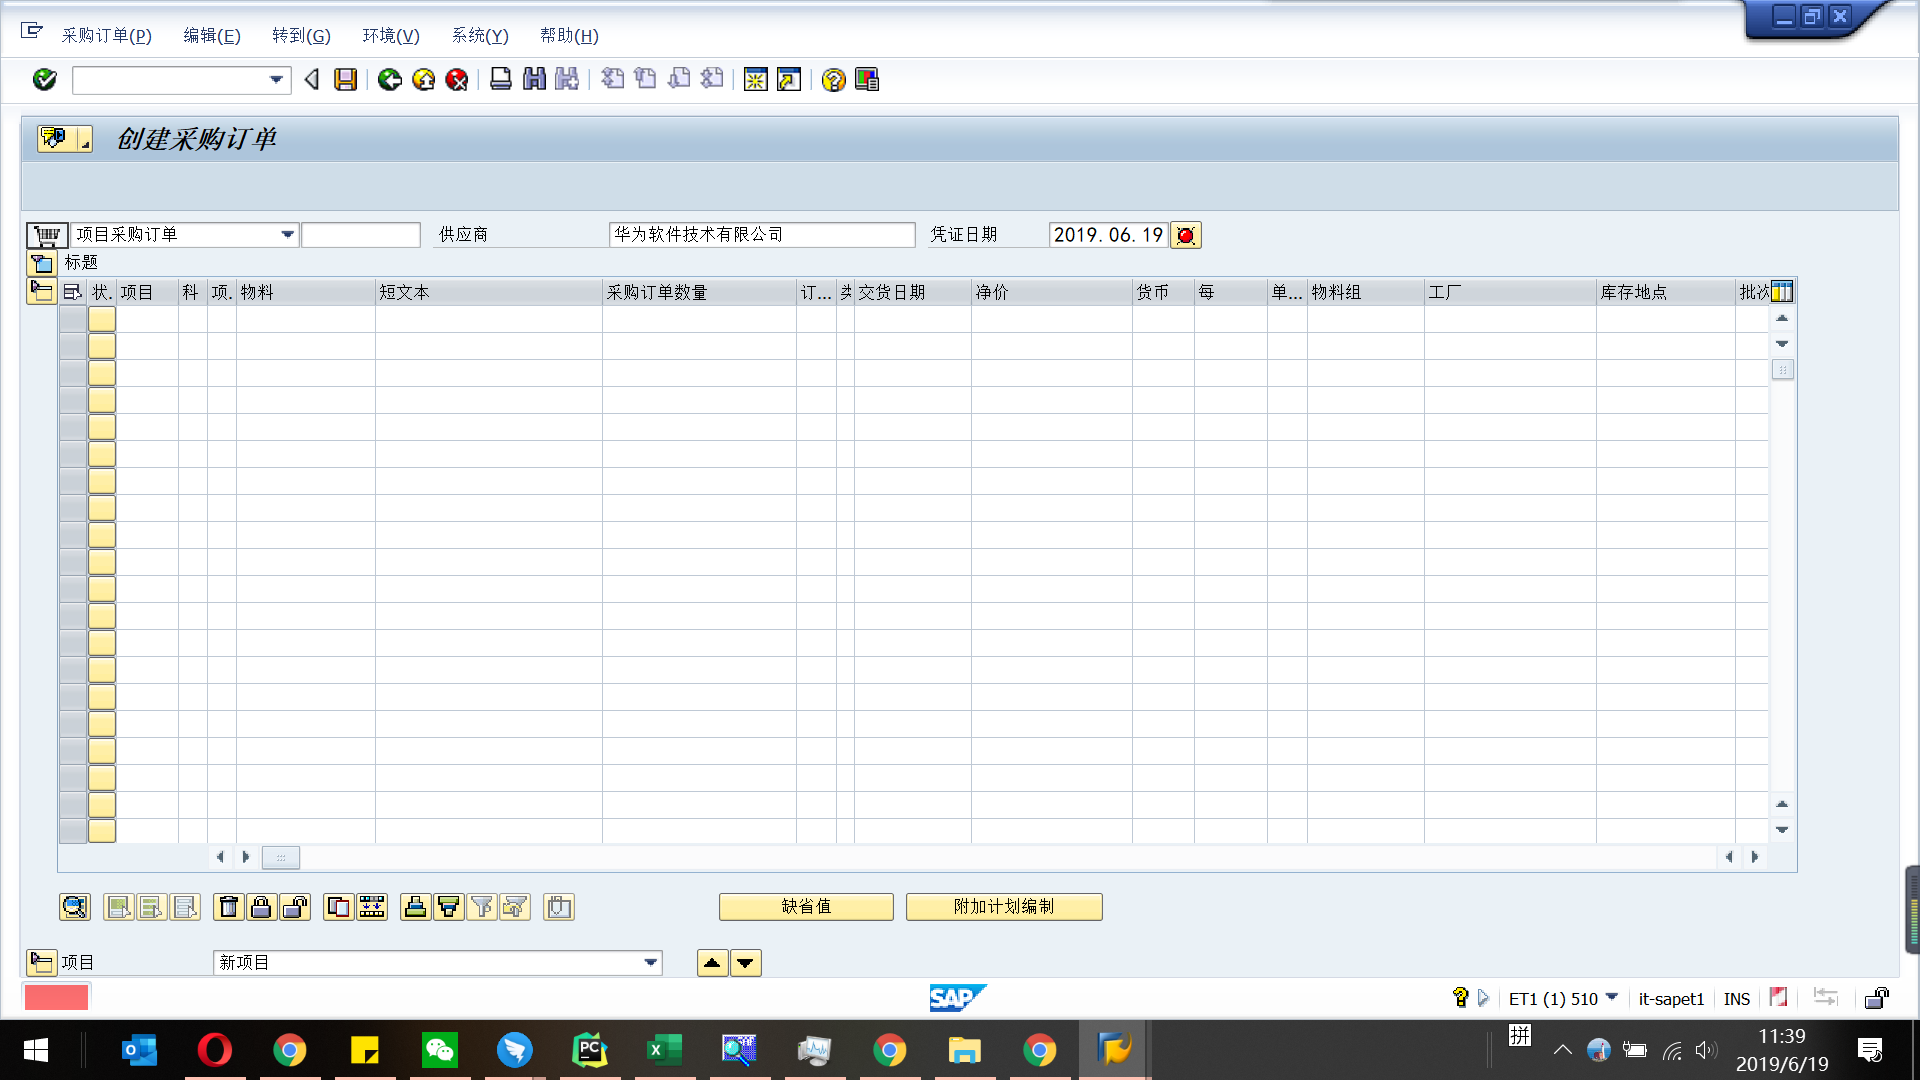 采购订单(P) 编辑(E) 转到(G) 环境(V) 系统(Y) 帮助(H)
创建采购订单
项目采购订单 供应商 华为软件技术有限公司 凭证日期 2019.06.19
标题
状. 项目 科 项. 物料 短文本 采购订单数量 订... 交货日期 净价 货币 每 单... 物料组 工厂 库存地点 批次
缺省值 附加计划编制
项目 新项目
SAP ET1 (1) 510 it-sapet1 INS
拼 11:39
2019/6/19